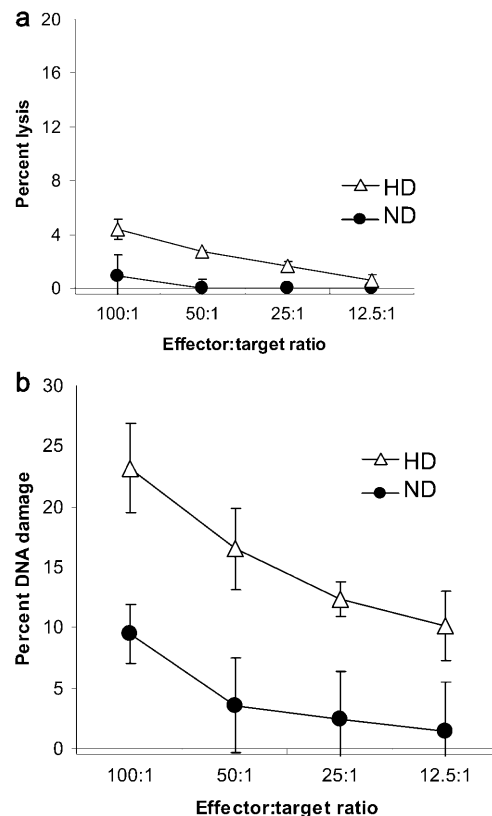 a
20
16
12
8
4
0
Percent lysis
HD
ND
100:1 50:1 25:1 12.5:1
Effector:target ratio
b
30
25
20
15
10
5
0
Percent DNA damage
HD
ND
100:1 50:1 25:1 12.5:1
Effector:target ratio